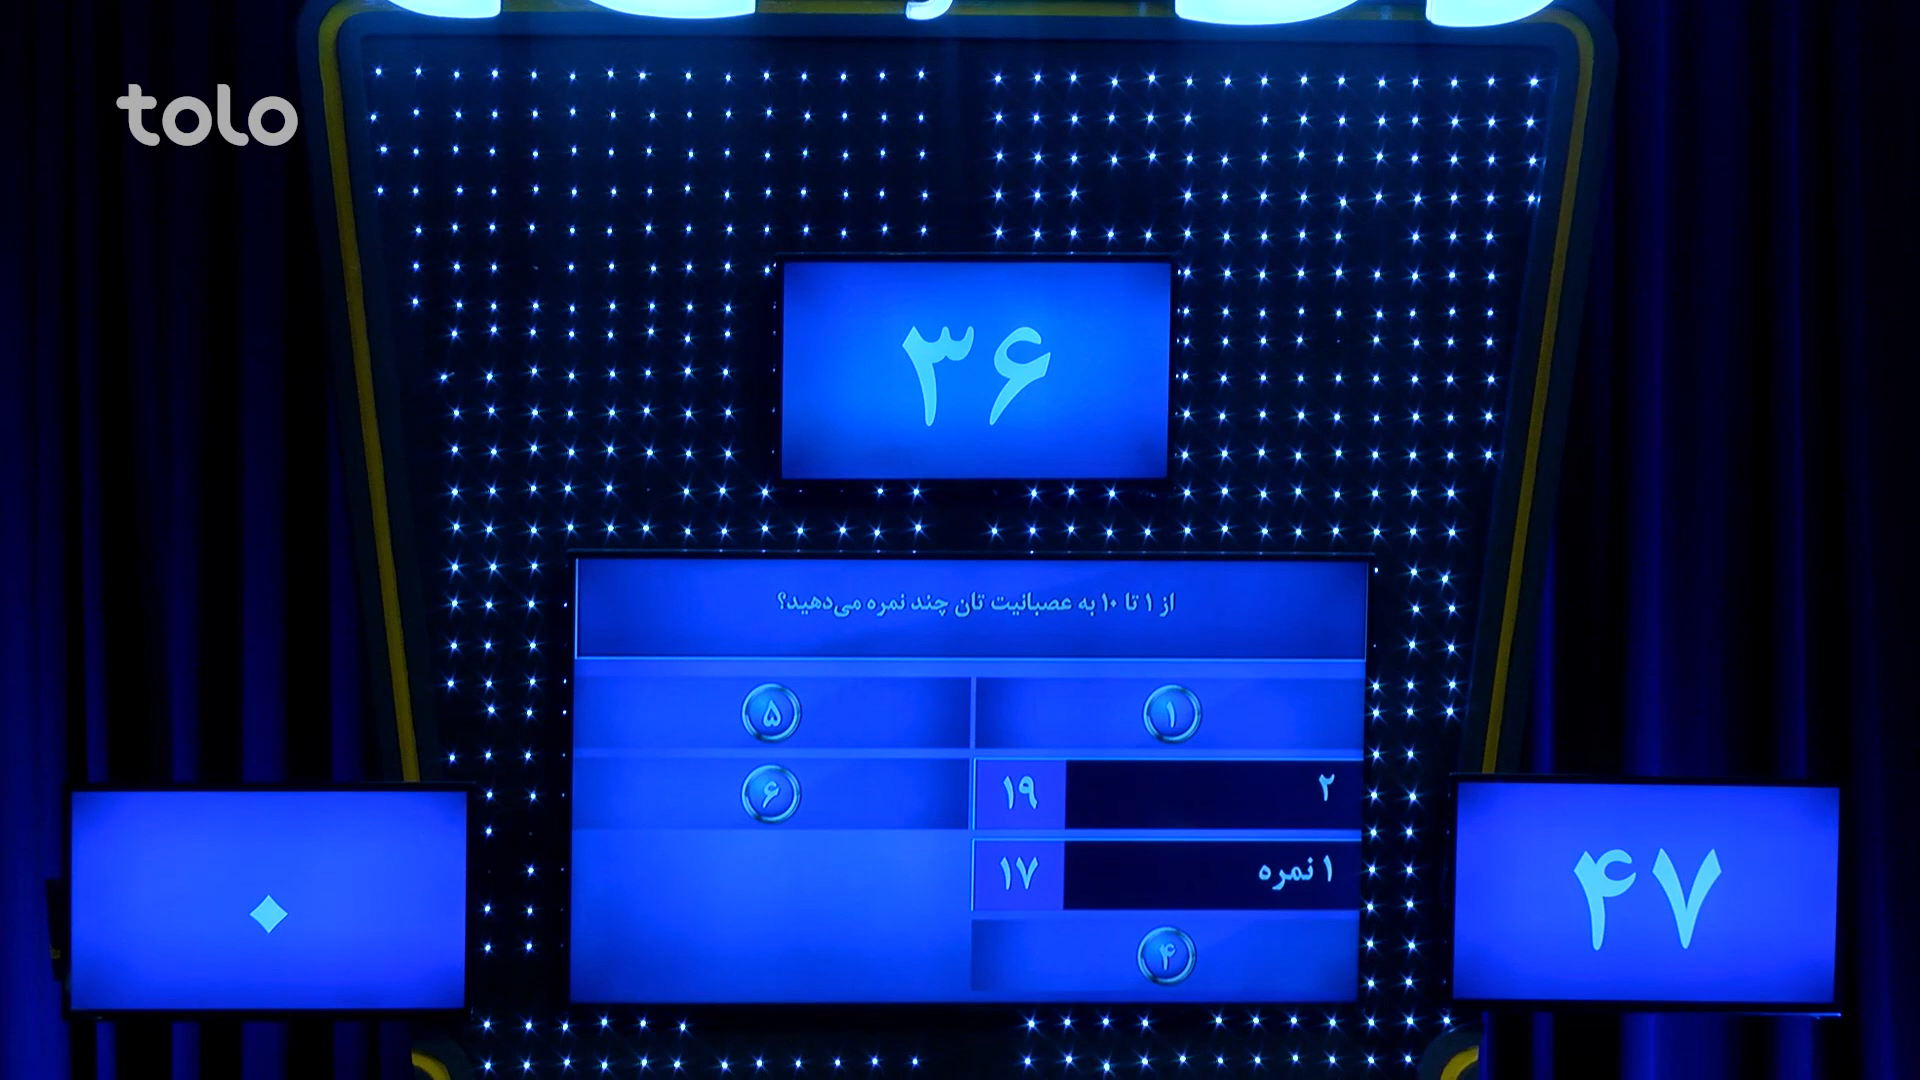 tolo
۳۶
از ۱ تا ۱۰ به عصبانیت تان چند نمره می‌دهید؟
۱
۲ ۱۹
۱ نمره ۱۷
۴
۵
۶
۴۷
۰